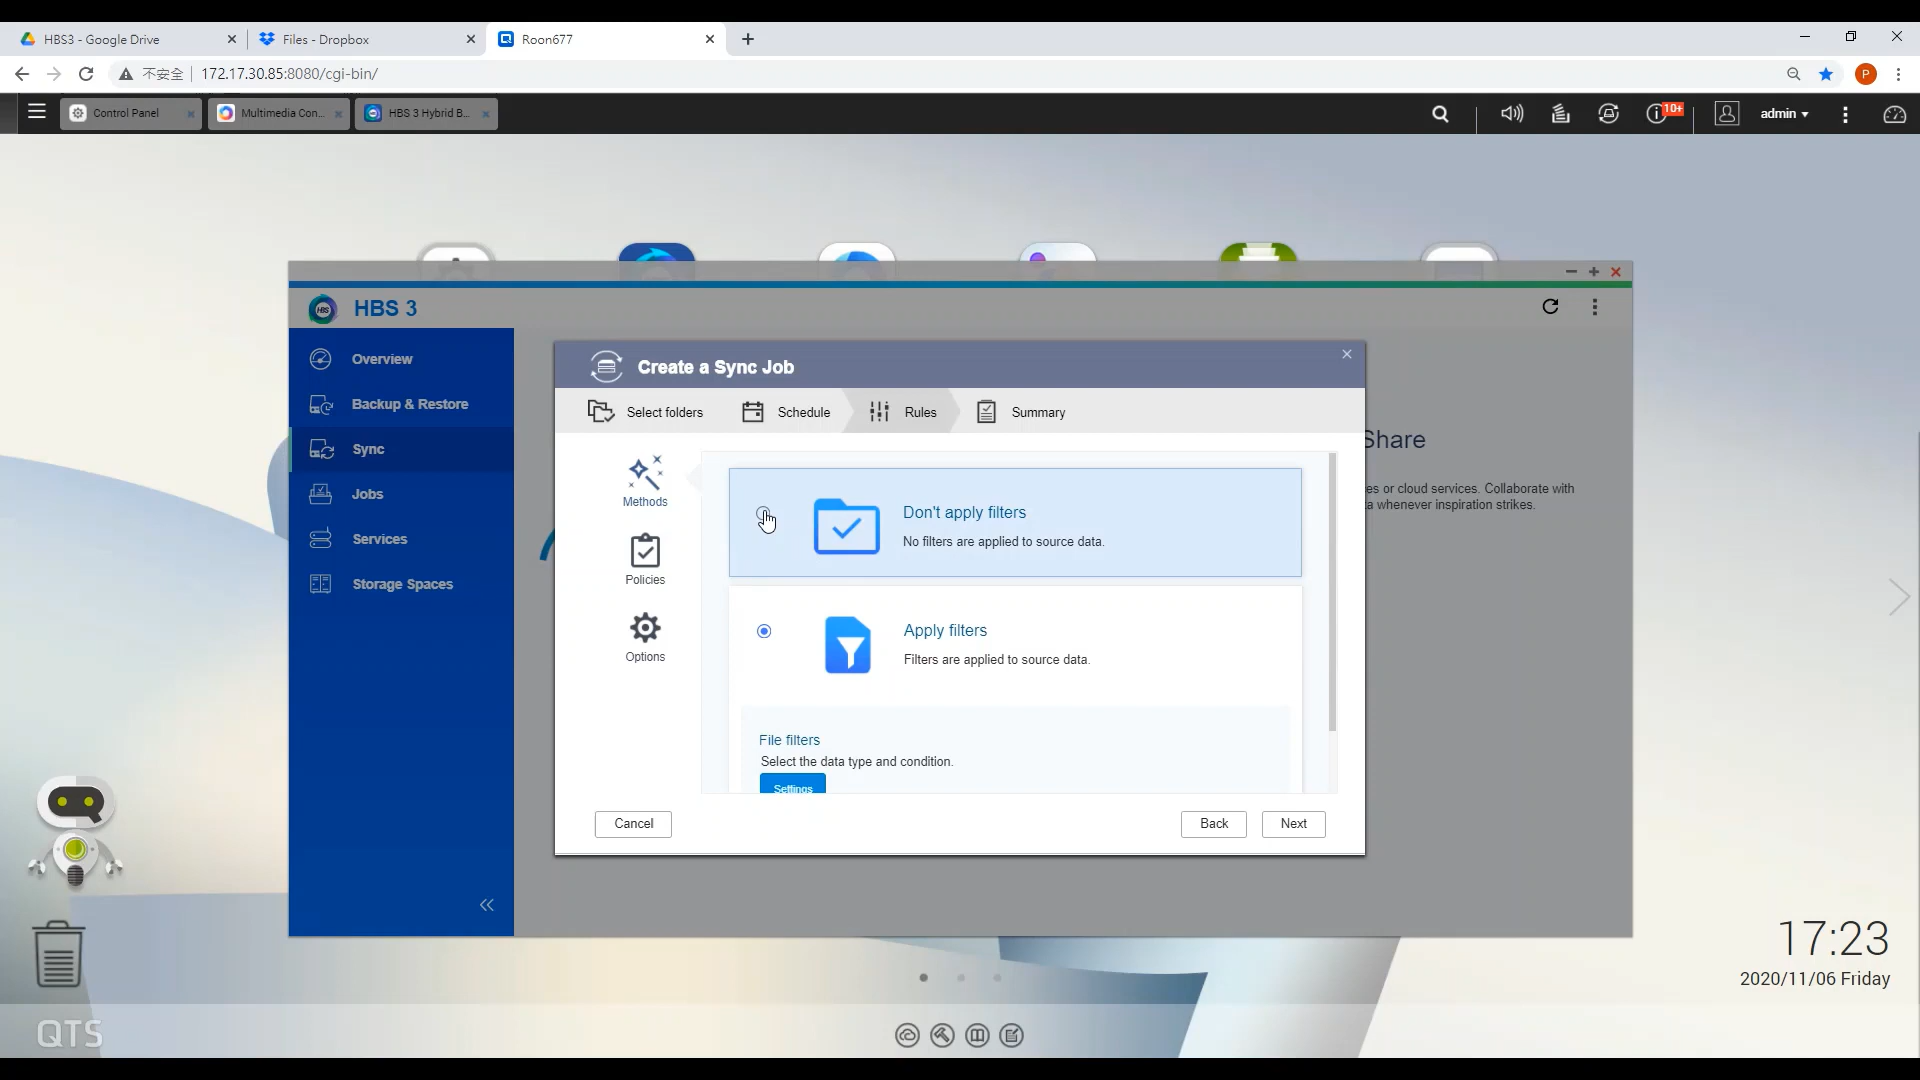 HBS3 - Google Drive
Files - Dropbox
Roon677
不安全
172.17.30.85:8080/cgi-bin/
P
Control Panel
Multimedia Con...
HBS 3 Hybrid B...
10+
admin
HBS
HBS 3
Overview
Backup & Restore
Sync
Jobs
Services
Storage Spaces
Create a Sync Job
Select folders
Schedule
Rules
Summary
Share
es or cloud services. Collaborate with
a whenever inspiration strikes.
Methods
Policies
Options
Don't apply filters
No filters are applied to source data.
Apply filters
Filters are applied to source data.
File filters
Select the data type and condition.
Settings
Cancel
Back
Next
17:23
2020/11/06 Friday
QTS